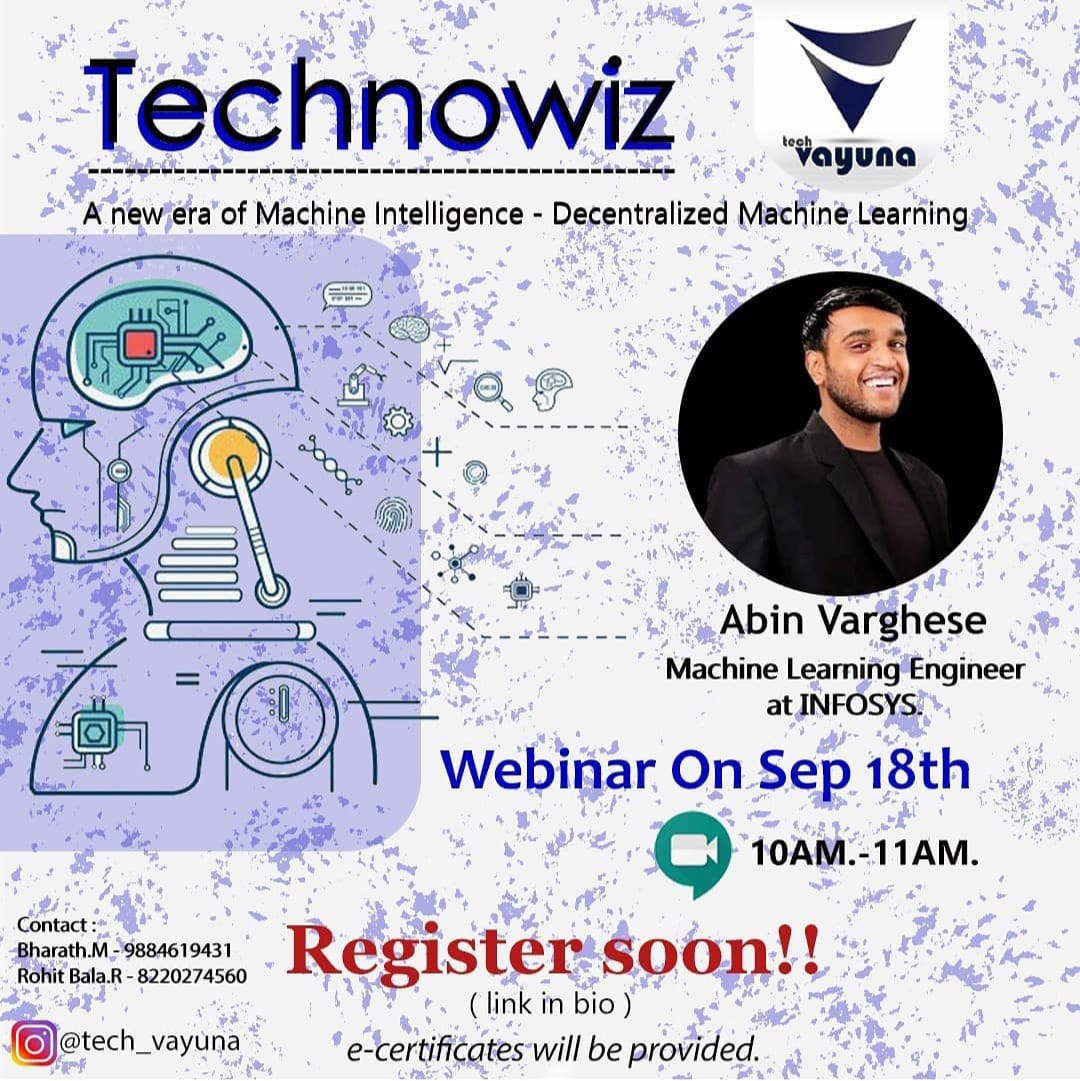 Technowiz
tech
vayuna
A new era of Machine Intelligence - Decentralized Machine Learning
Abin Varghese
Machine Learning Engineer
at INFOSYS.
Webinar On Sep 18th
10AM.-11AM.
Contact :
Bharath.M - 9884619431
Rohit Bala.R - 8220274560
Register soon!!
( link in bio )
@tech_vayuna
e-certificates will be provided.